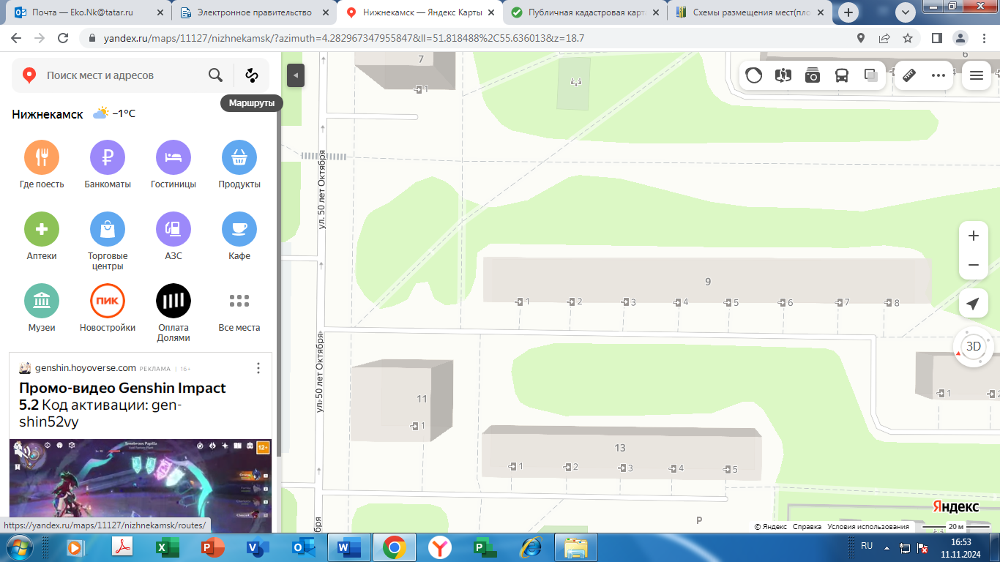 Почта — Eko.Nk@tatar.ru
Электронное правительство
Нижнекамск — Яндекс Карты
Публичная кадастровая карт
Схемы размещения мест(пло
yandex.ru/maps/11127/nizhnekamsk/?azimuth=4.282967347955847&ll=51.818488%2C55.636013&z=18.7
Поиск мест и адресов
Маршруты
Нижнекамск
−1°C
Где поесть
Банкоматы
Гостиницы
Продукты
Аптеки
Торговые
центры
АЗС
Кафе
Музеи
ПИК
Новостройки
Оплата
Долями
Все места
genshin.hoyoverse.com РЕКЛАМА | 16+
Промо-видео Genshin Impact
5.2 Код активации: gen-
shin52vy
Tenebrous Papilla
12+
https://yandex.ru/maps/11127/nizhnekamsk/routes/
7
1
6
ул. 50 лет Октября
9
1
2
3
4
5
6
7
8
ул. 50 лет Октября
11
1
13
1
2
3
4
5
1
2
3D
P
Яндекс
© Яндекс Справка Условия использования
20 м
RU
16:53
11.11.2024